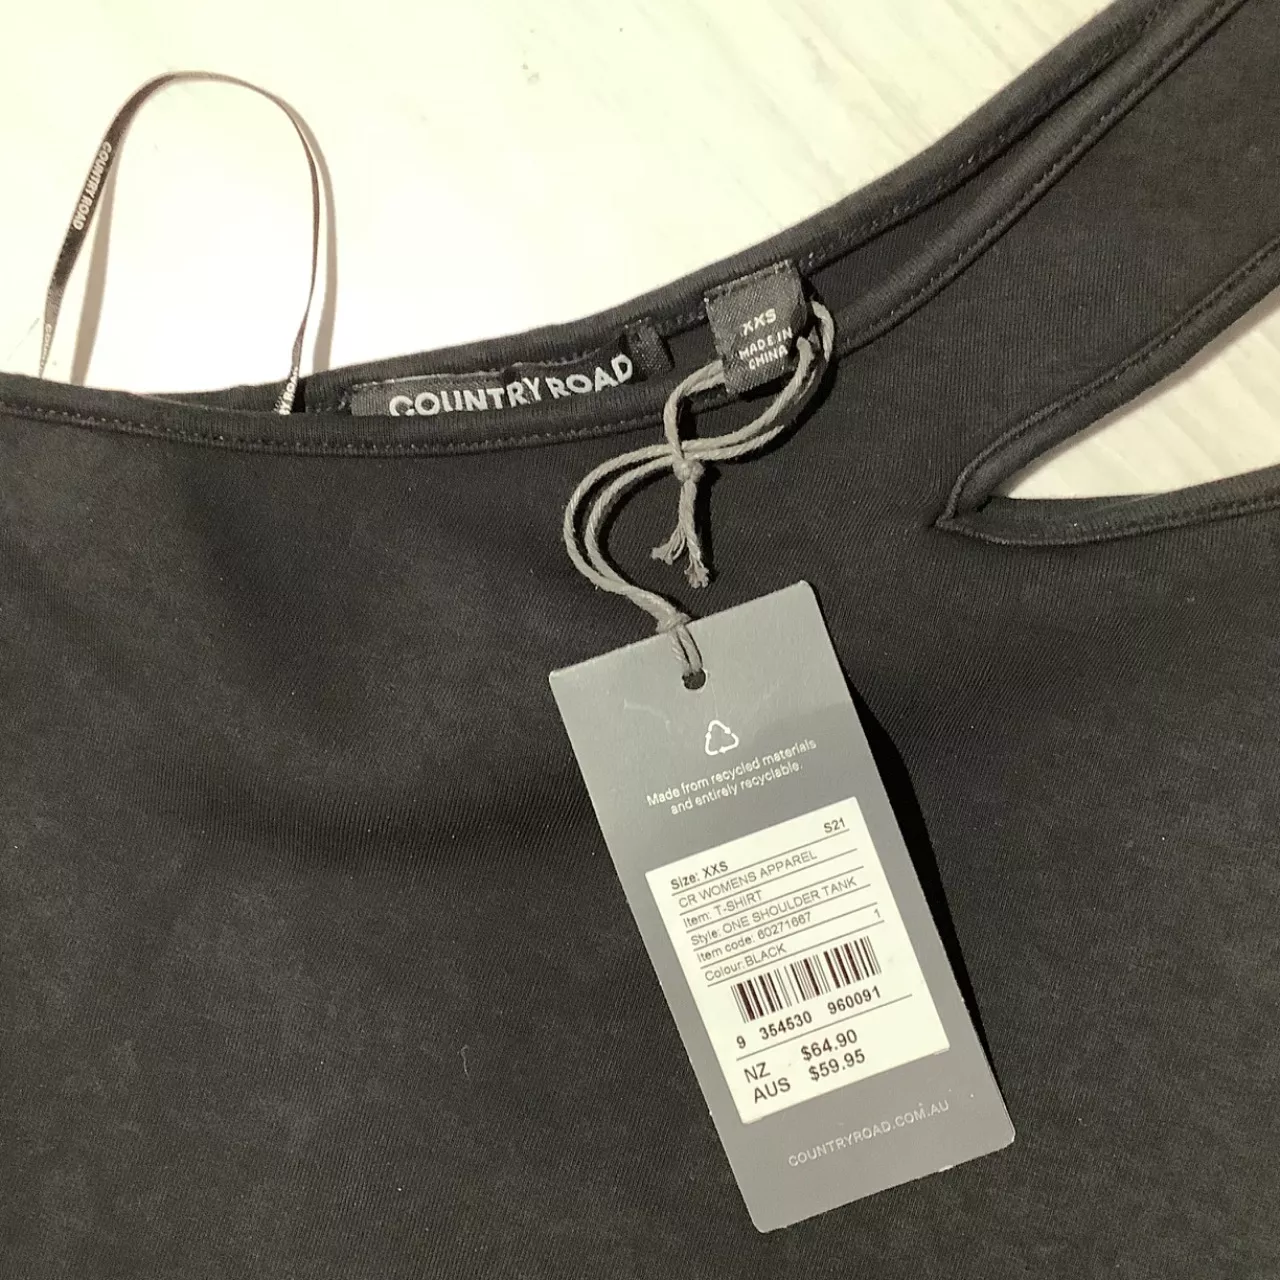 COUNTRY ROAD
COUNTRY ROAD
XXS
MADE IN
CHINA
Made from recycled materials
and entirely recyclable.
S21
Size: XXS
CR WOMENS APPAREL
Item: T-SHIRT
Style: ONE SHOULDER TANK
Item code: 60271667 1
Colour: BLACK
9 354530 960091
NZ $64.90
AUS $59.95
COUNTRYROAD.COM.AU